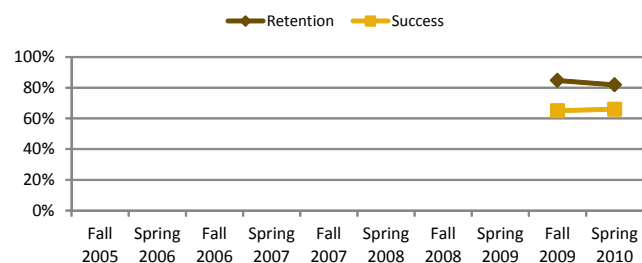 Retention Success
100%
80%
60%
40%
20%
0%
Fall Spring Fall Spring Fall Spring Fall Spring Fall Spring
2005 2006 2006 2007 2007 2008 2008 2009 2009 2010